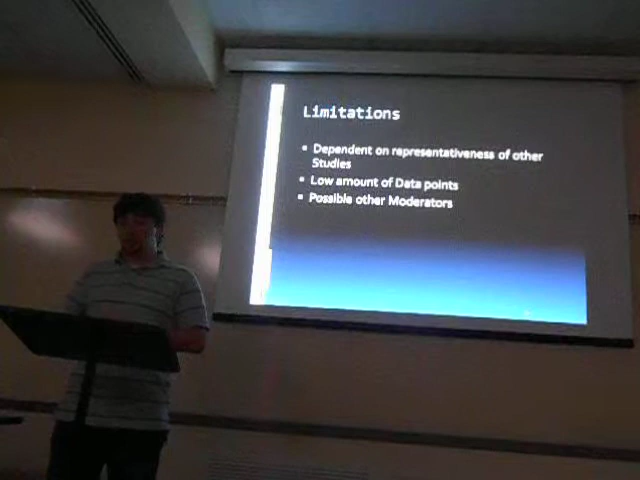 Limitations
▪ Dependent on representativeness of other
Studies
▪ Low amount of Data points
▪ Possible other Moderators